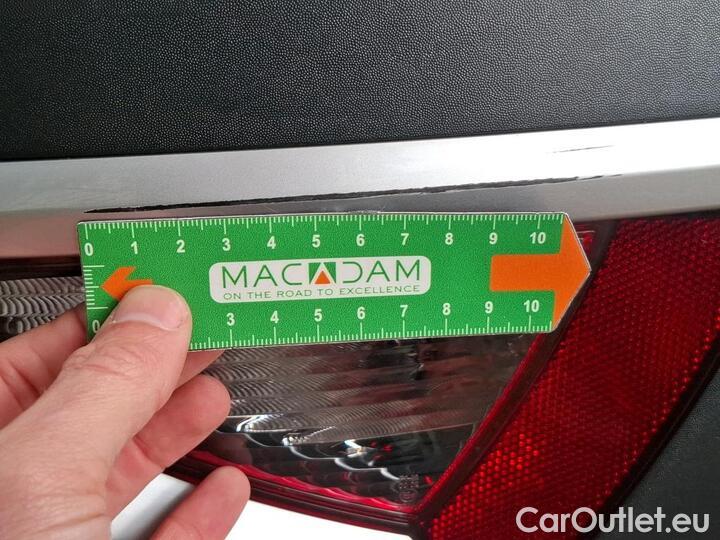 0 1 2 3 4 5 6 7 8 9 10
MACADAM
ON THE ROAD TO EXCELLENCE
0 3 4 5 6 7 8 9 10
CarOutlet.eu